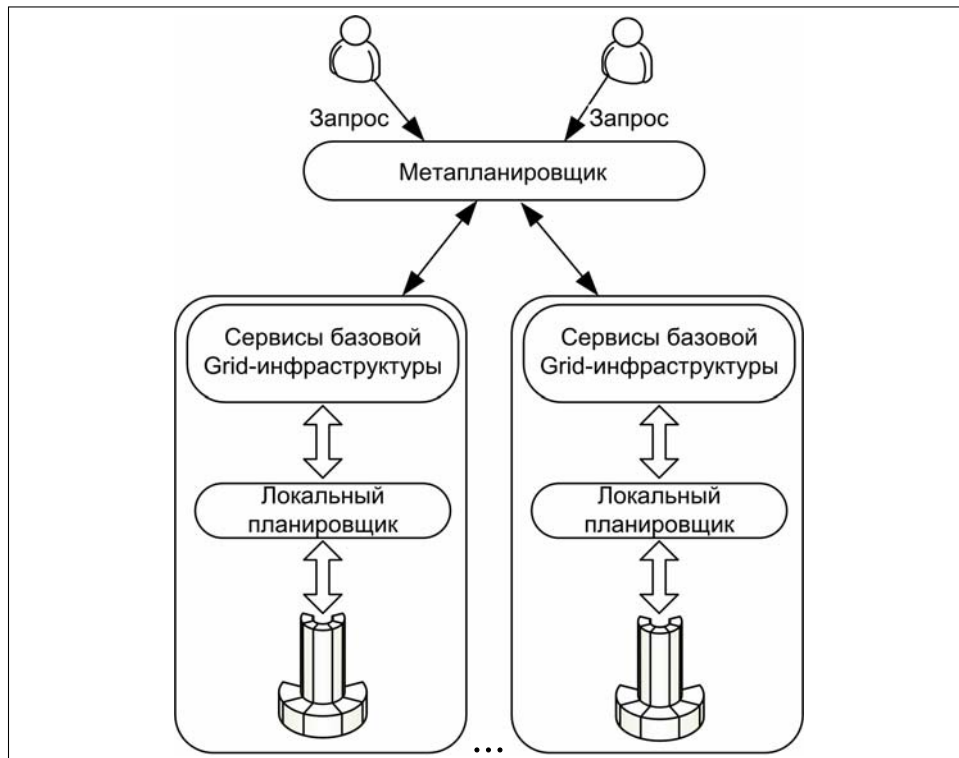 Запрос
Запрос
Метапланировщик
Сервисы базовой
Grid-инфраструктуры
Сервисы базовой
Grid-инфраструктуры
Локальный
планировщик
Локальный
планировщик
...